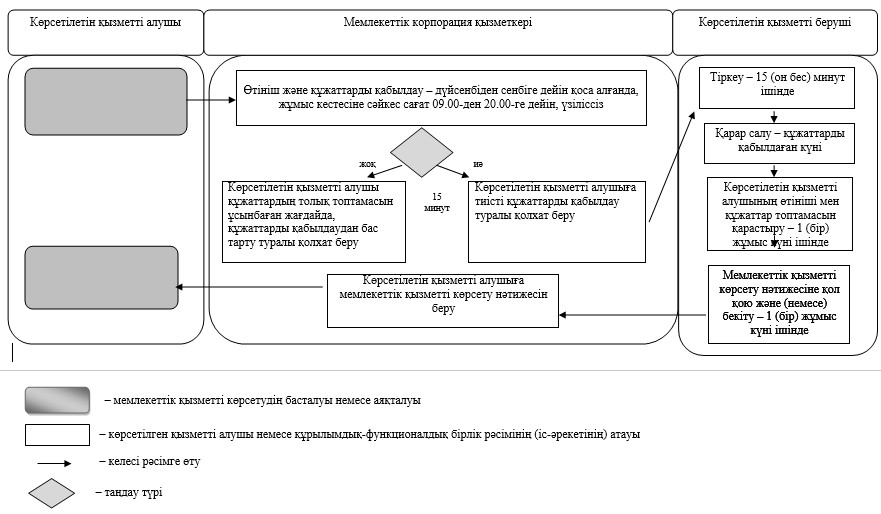 Көрсетілетін қызметті алушы
Мемлекеттік корпорация қызметкері
Көрсетілетін қызметті беруші
Өтініш және құжаттарды қабылдау – дүйсенбіден сенбіге дейін қоса алғанда,
жұмыс кестесіне сәйкес сағат 09.00-ден 20.00-ге дейін, үзіліссіз
жоқ
иә
15
минут
Көрсетілетін қызметті алушы
құжаттардың толық топтамасын
ұсынбаған жағдайда,
құжаттарды қабылдаудан бас
тарту туралы қолхат беру
Көрсетілетін қызметті алушыға
тиісті құжаттарды қабылдау
туралы қолхат беру
Көрсетілетін қызметті алушыға
мемлекеттік қызметті көрсету нәтижесін
беру
Тіркеу – 15 (он бес) минут
ішінде
Қарар салу – құжаттарды
қабылдаған күні
Көрсетілетін қызметті
алушының өтініші мен
құжаттар топтамасын
қарастыру – 1 (бір)
жұмыс күні ішінде
Мемлекеттік қызметті
көрсету нәтижесіне қол
қою және (немесе)
бекіту – 1 (бір) жұмыс
күні ішінде
– мемлекеттік қызметті көрсетудің басталуы немесе аяқталуы
– көрсетілген қызметті алушы немесе құрылымдық-функционалдық бірлік рәсімінің (іс-әрекетінің) атауы
– келесі рәсімге өту
– таңдау түрі